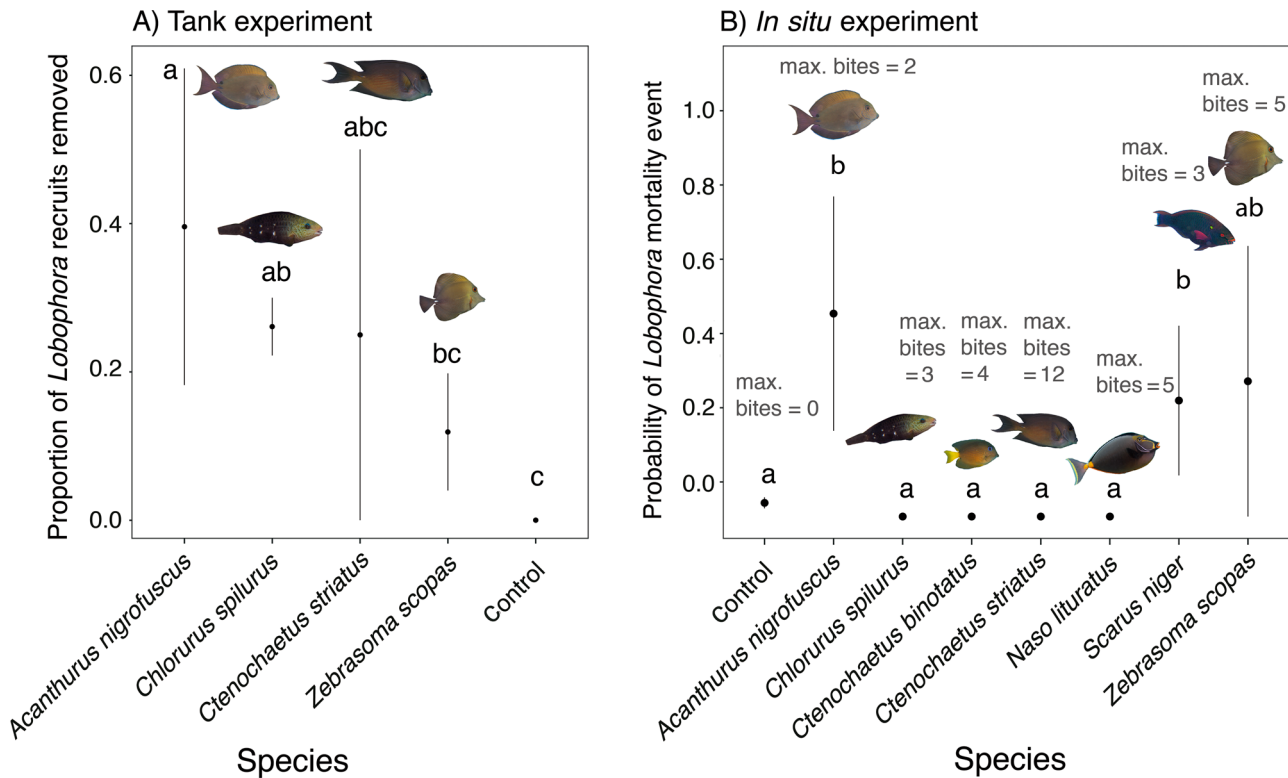 A) Tank experiment
Proportion of Lobophora recruits removed
0.6
0.4
0.2
0.0
a
ab
abc
bc
c
Acanthurus nigrofuscus
Chlorurus spilurus
Ctenochaetus striatus
Zebrasoma scopas
Control
Species
B) In situ experiment
Probability of Lobophora mortality event
1.0
0.8
0.6
0.4
0.2
0.0
max.
bites = 0
a
max. bites = 2
b
max.
bites
= 3
a
max.
bites
= 4
a
max.
bites
= 12
a
max.
bites = 5
a
max.
bites = 3
b
max.
bites = 5
ab
Control
Acanthurus nigrofuscus
Chlorurus spilurus
Ctenochaetus binotatus
Ctenochaetus striatus
Naso lituratus
Scarus niger
Zebrasoma scopas
Species